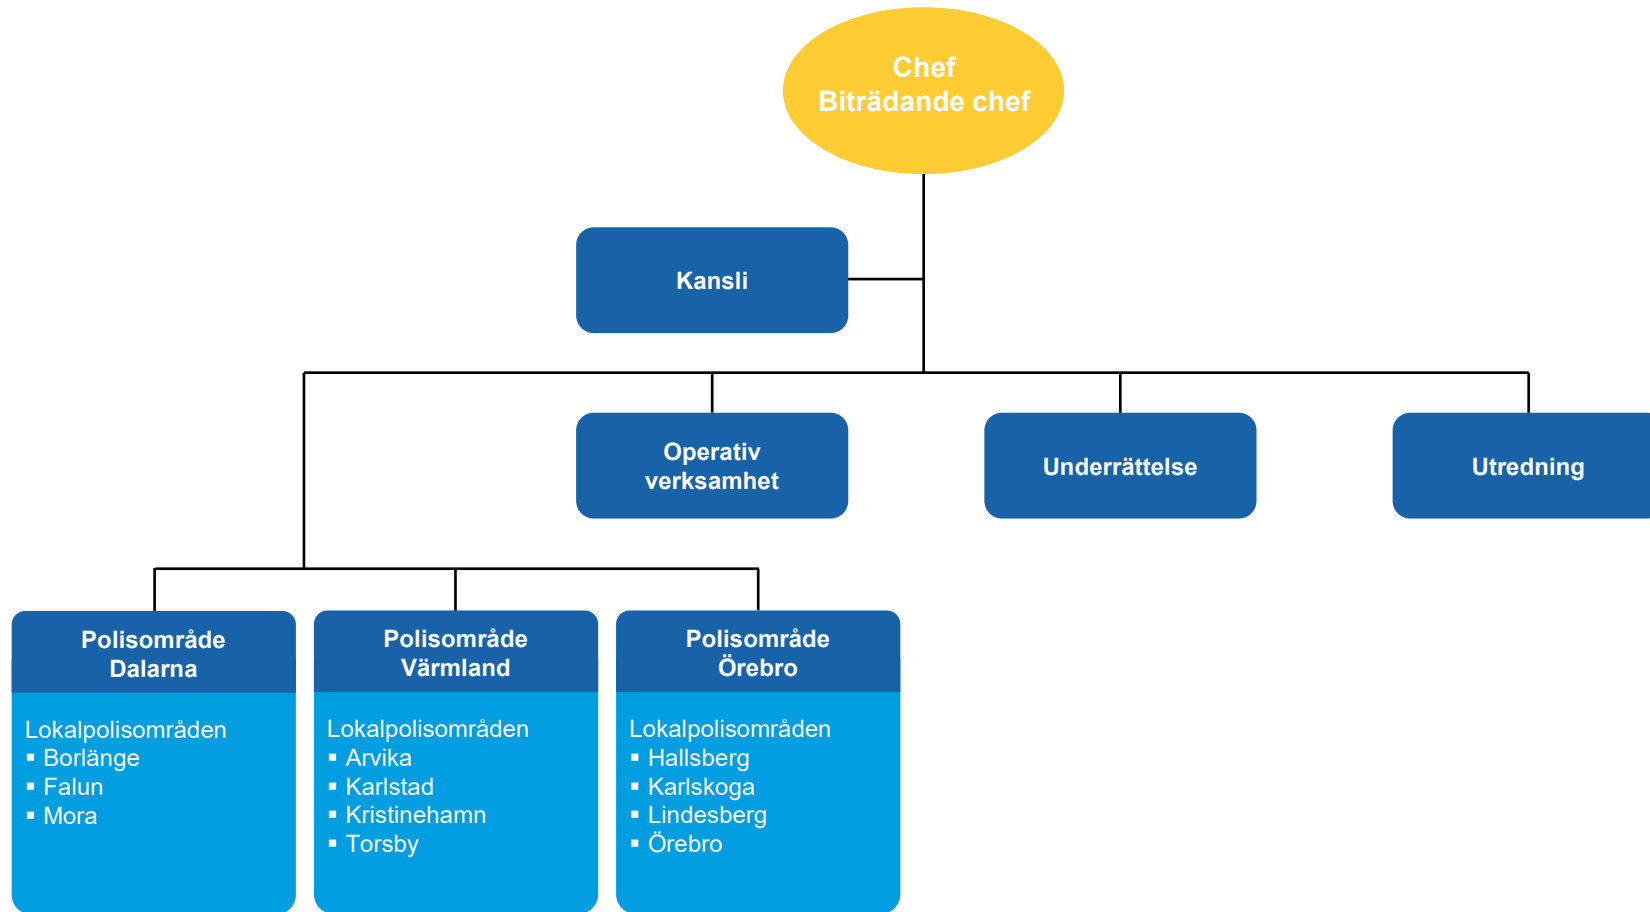 Chef
Biträdande chef
Kansli
Operativ
verksamhet
Underrättelse
Utredning
Polisområde
Dalarna
Lokalpolisområden
▪ Borlänge
▪ Falun
▪ Mora
Polisområde
Värmland
Lokalpolisområden
▪ Arvika
▪ Karlstad
▪ Kristinehamn
▪ Torsby
Polisområde
Örebro
Lokalpolisområden
▪ Hallsberg
▪ Karlskoga
▪ Lindesberg
▪ Örebro